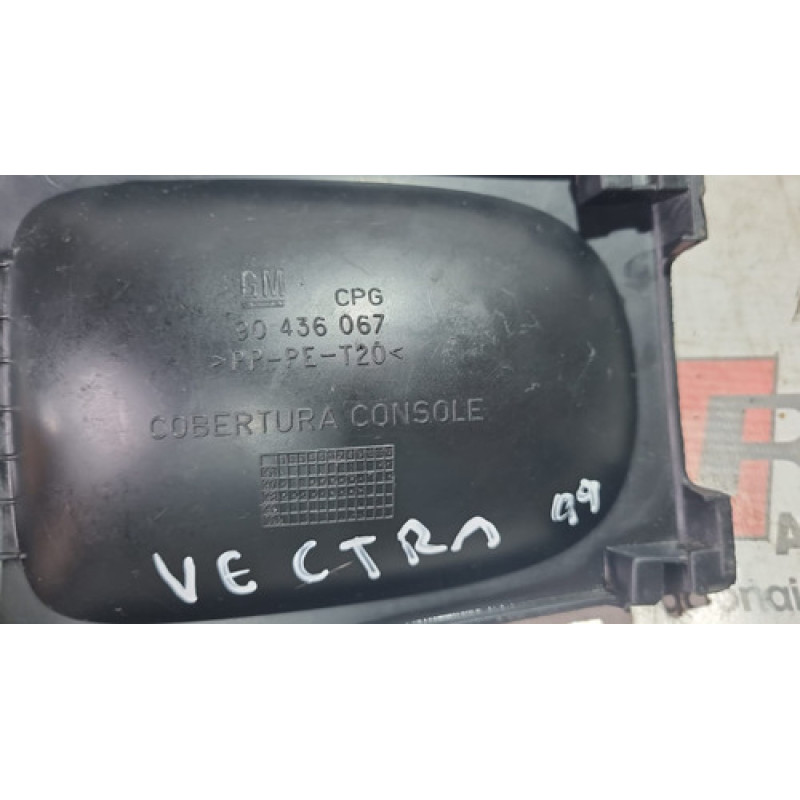 GM CPG
90 436 067
>PP-PE-T20<
COBERTURA CONSOLE
VECTRA 99